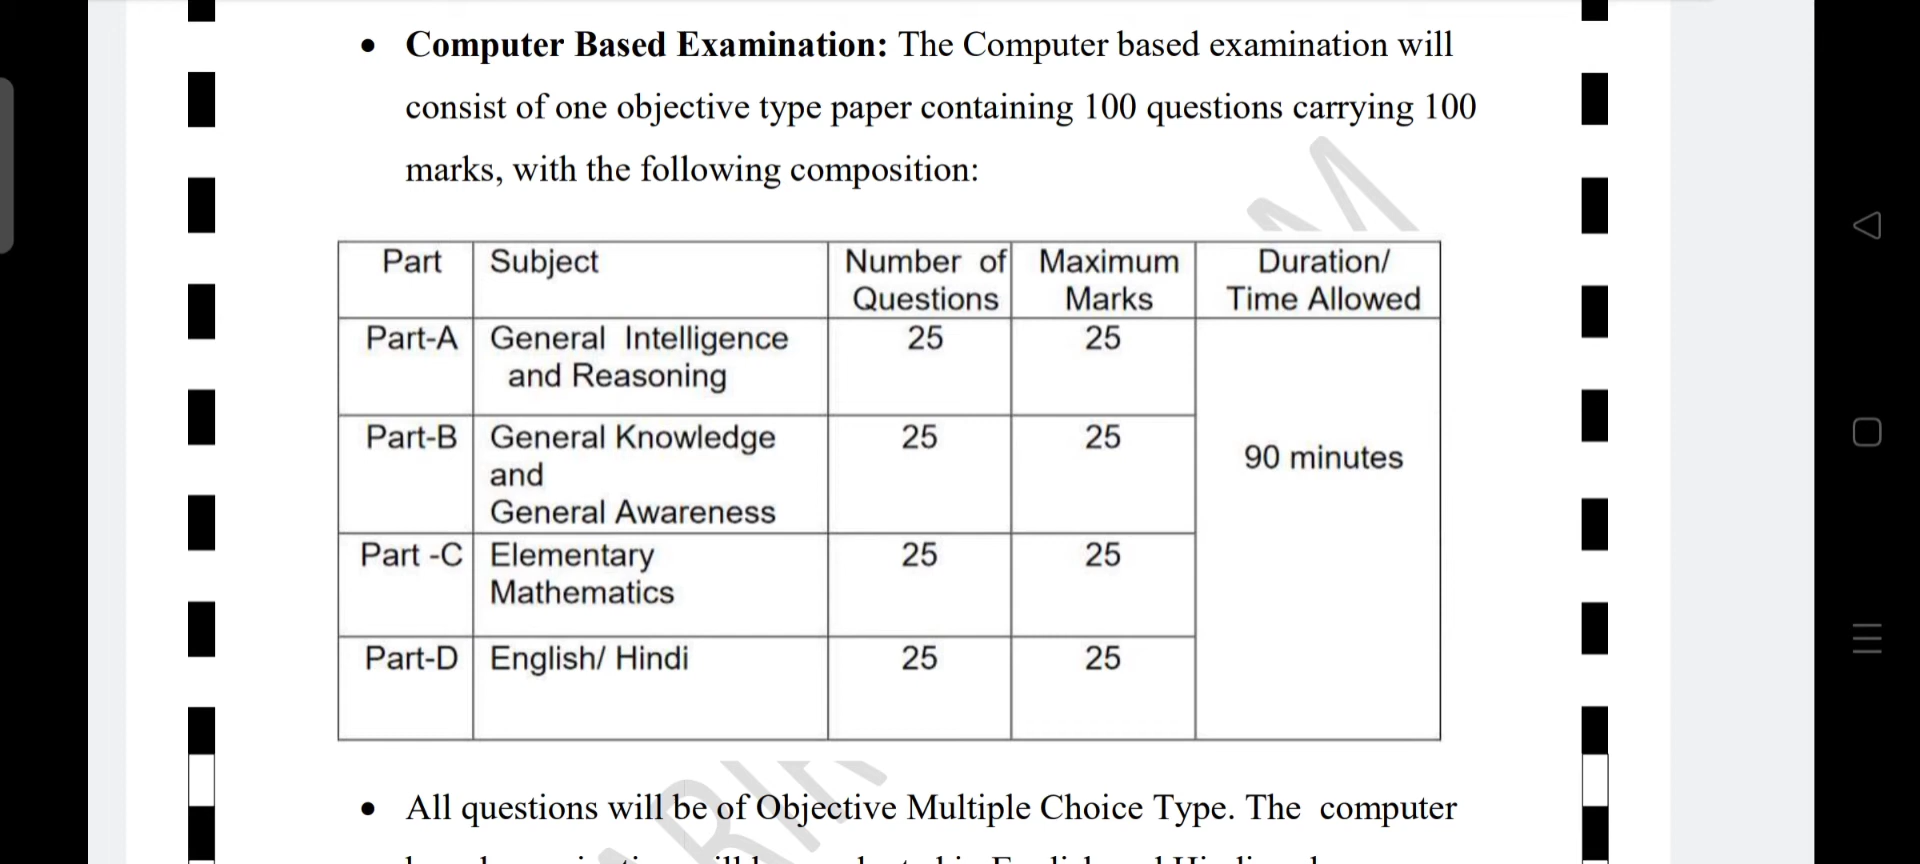 • Computer Based Examination: The Computer based examination will
consist of one objective type paper containing 100 questions carrying 100
marks, with the following composition:
Part Subject Number of Maximum Duration/
Questions Marks Time Allowed
Part-A General Intelligence 25 25
and Reasoning
Part-B General Knowledge 25 25
and 90 minutes
General Awareness
Part -C Elementary 25 25
Mathematics
Part-D English/ Hindi 25 25
• All questions will be of Objective Multiple Choice Type. The computer